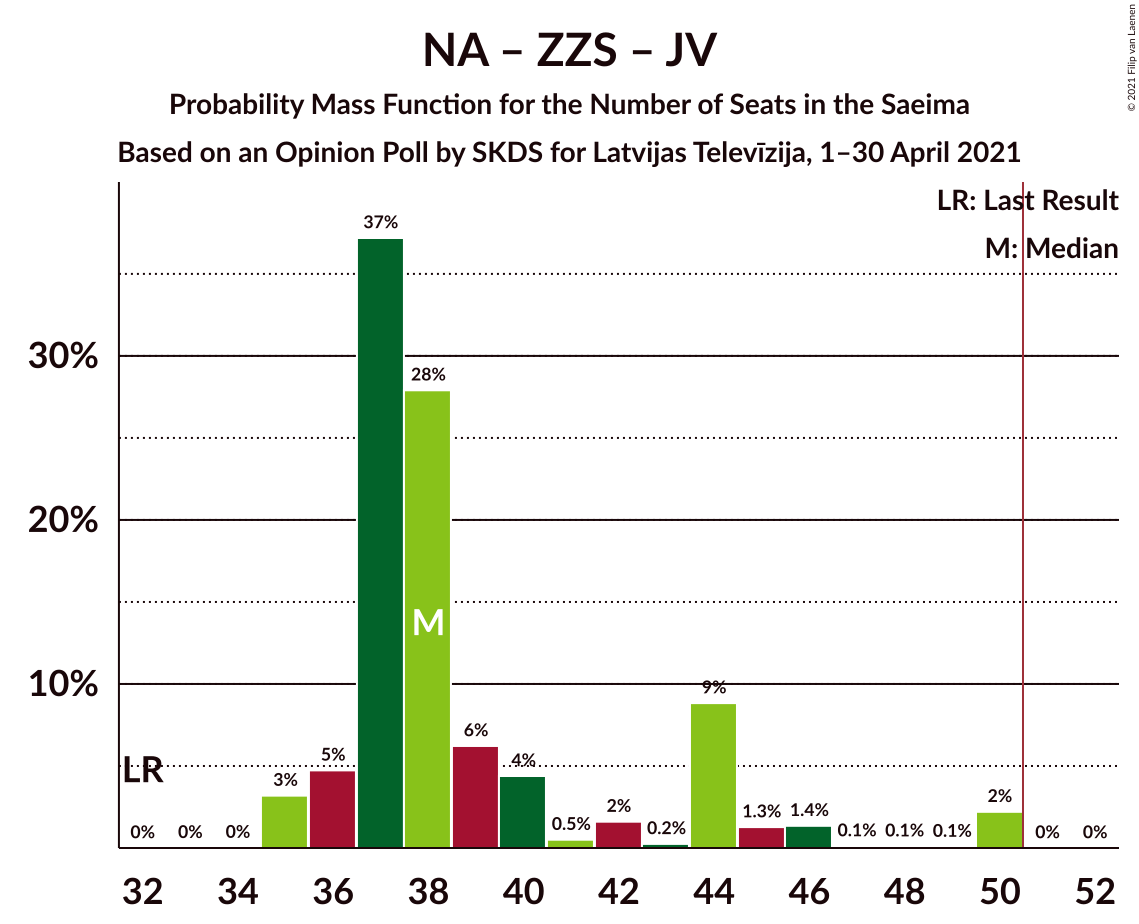 NA – ZZS – JV
Probability Mass Function for the Number of Seats in the Saeima
Based on an Opinion Poll by SKDS for Latvijas Televīzija, 1–30 April 2021
© 2021 Filip van Laenen
LR: Last Result
M: Median
37%
30%
28%
20%
M
10%
9%
6%
5%
4%
LR
3%
2%
2%
1.3%
1.4%
0.5%
0.2%
0% 0% 0% 0.1% 0.1% 0.1% 0% 0%
32 34 36 38 40 42 44 46 48 50 52